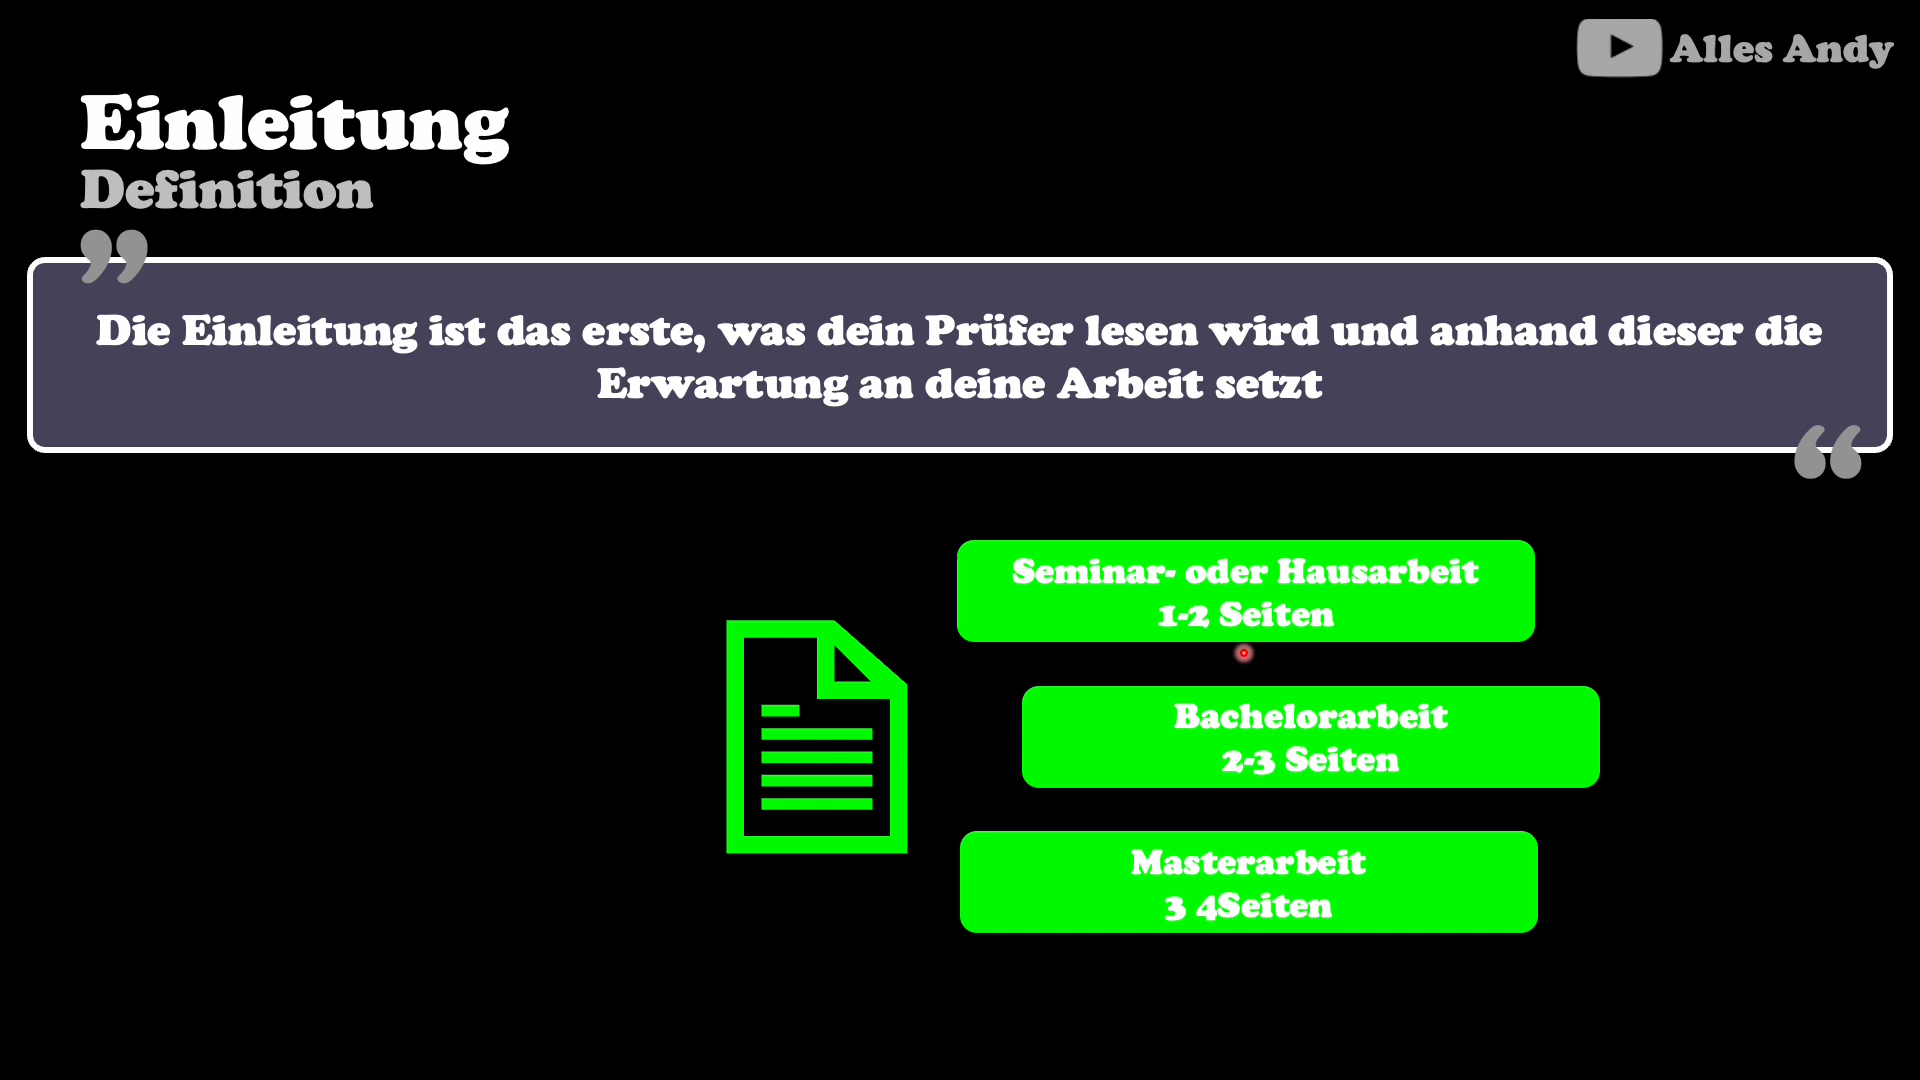 Alles Andy
Einleitung
Definition
”
Die Einleitung ist das erste, was dein Prüfer lesen wird und anhand dieser die
Erwartung an deine Arbeit setzt
“
Seminar- oder Hausarbeit
1-2 Seiten
Bachelorarbeit
2-3 Seiten
Masterarbeit
3 4Seiten